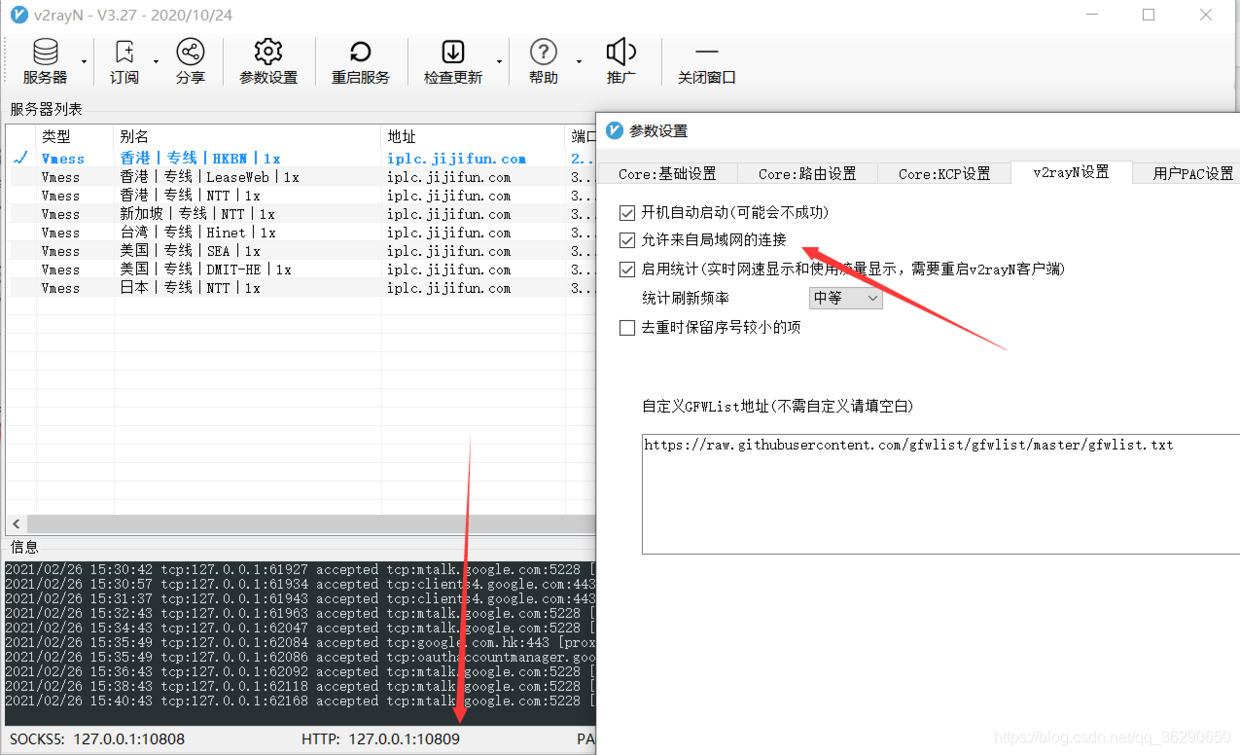 v2rayN - V3.27 - 2020/10/24
服务器 订阅 分享 参数设置 重启服务 检查更新 帮助 推广 关闭窗口
服务器列表
类型 别名 地址 端口
Vmess 香港|专线|HKBN|1x iplc.jijifun.com 2...
Vmess 香港|专线|LeaseWeb|1x iplc.jijifun.com 3...
Vmess 香港|专线|NTT|1x iplc.jijifun.com 3...
Vmess 新加坡|专线|NTT|1x iplc.jijifun.com 3...
Vmess 台湾|专线|Hinet|1x iplc.jijifun.com 3...
Vmess 美国|专线|SEA|1x iplc.jijifun.com 3...
Vmess 美国|专线|DMIT-HE|1x iplc.jijifun.com 3...
Vmess 日本|专线|NTT|1x iplc.jijifun.com 3...
信息
2021/02/26 15:30:42 tcp:127.0.0.1:61927 accepted tcp:mtalk.google.com:5228 [
2021/02/26 15:30:57 tcp:127.0.0.1:61934 accepted tcp:clients4.google.com:443
2021/02/26 15:31:37 tcp:127.0.0.1:61943 accepted tcp:clients4.google.com:443
2021/02/26 15:32:43 tcp:127.0.0.1:61963 accepted tcp:mtalk.google.com:5228 [
2021/02/26 15:34:43 tcp:127.0.0.1:62047 accepted tcp:mtalk.google.com:5228 [
2021/02/26 15:35:49 tcp:127.0.0.1:62084 accepted tcp:google.com.hk:443 [prox
2021/02/26 15:35:49 tcp:127.0.0.1:62086 accepted tcp:oauthaccountmanager.goo
2021/02/26 15:36:43 tcp:127.0.0.1:62092 accepted tcp:mtalk.google.com:5228 [
2021/02/26 15:38:43 tcp:127.0.0.1:62118 accepted tcp:mtalk.google.com:5228 [
2021/02/26 15:40:43 tcp:127.0.0.1:62168 accepted tcp:mtalk.google.com:5228 [
SOCKS5: 127.0.0.1:10808 HTTP: 127.0.0.1:10809 PA
参数设置
Core:基础设置 Core:路由设置 Core:KCP设置 v2rayN设置 用户PAC设置
开机自动启动(可能会不成功)
允许来自局域网的连接
启用统计(实时网速显示和使用流量显示，需要重启v2rayN客户端)
统计刷新频率 中等
去重时保留序号较小的项
自定义GFWList地址(不需自定义请填空白)
https://raw.githubusercontent.com/gfwlist/gfwlist/master/gfwlist.txt
https://blog.csdn.net/qq_36290650